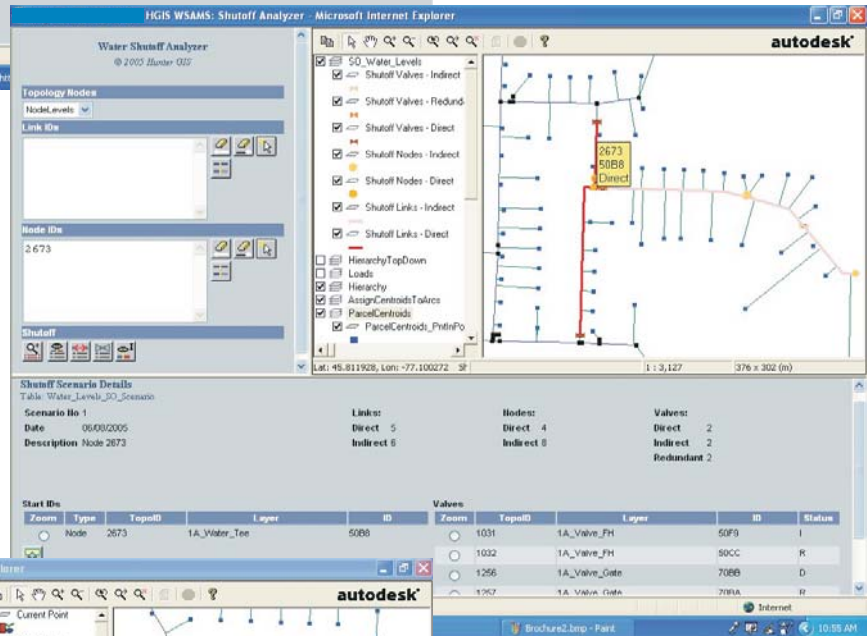 HGIS WSAMS: Shutoff Analyzer - Microsoft Internet Explorer
Water Shutoff Analyzer
© 2005 Hunter GIS
autodesk
Topology Nodes
NodeLevels
Link IDs
Node IDs
2673
Shutoff
SO_Water_Levels
Shutoff Valves - Indirect
Shutoff Valves - Redund
Shutoff Valves - Direct
Shutoff Nodes - Indirect
Shutoff Nodes - Direct
Shutoff Links - Indirect
Shutoff Links - Direct
HierarchyTopDown
Loads
Hierarchy
AssignCentroidsToArcs
ParcelCentroids
ParcelCentroids_PntInPo
2673
50B8
Direct
Lat: 45.811928, Lon: -77.100272
1 : 3,127
376 x 302 (m)
Shutoff Scenario Details
Table: Water_Levels_SO_Scenario
Scenario No 1 Links: Nodes: Valves:
Date 06/08/2005 Direct 5 Direct 4 Direct 2
Description Node 2673 Indirect 6 Indirect 8 Indirect 2
Redundant 2
Start IDs
Zoom Type TopoID Layer ID
Node 2673 1A_Water_Tee 50B8
Valves
Zoom TopoID Layer ID Status
1031 1A_Valve_FH 50F9 I
1032 1A_Valve_FH 50CC R
1256 1A_Valve_Gate 70BB D
1257 1A_Valve_Gate 70BA R
Internet
plorer
autodesk
Current Point
Brochure2.bmp - Paint
10:55 AM